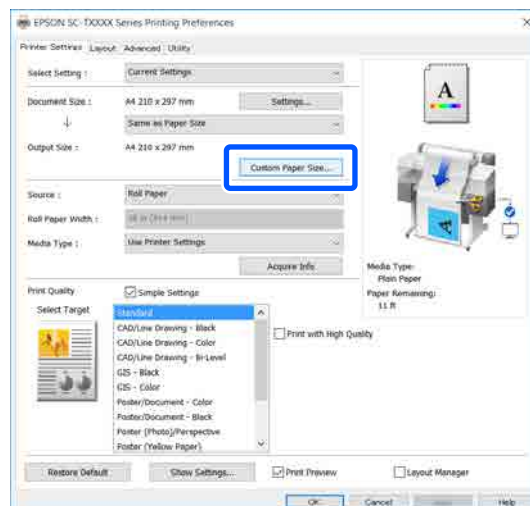 EPSON SC-TXXXX Series Printing Preferences
Printer Settings Layout Advanced Utility
Select Setting : Current Settings
Document Size : A4 210 x 297 mm Settings...
Same as Paper Size
Output Size : A4 210 x 297 mm
Custom Paper Size...
Source : Roll Paper
Roll Paper Width :
Media Type : Use Printer Settings
Acquire Info
A
Media Type:
Plain Paper
Paper Remaining:
11 ft
Print Quality Simple Settings
Select Target
Standard
CAD/Line Drawing - Black
CAD/Line Drawing - Color
CAD/Line Drawing - Bi-Level
GIS - Black
GIS - Color
Poster/Document - Color
Poster/Document - Black
Poster (Photo)/Perspective
Poster (Yellow Paper)
Print with High Quality
Restore Default Show Settings... Print Preview Layout Manager
OK Cancel Help